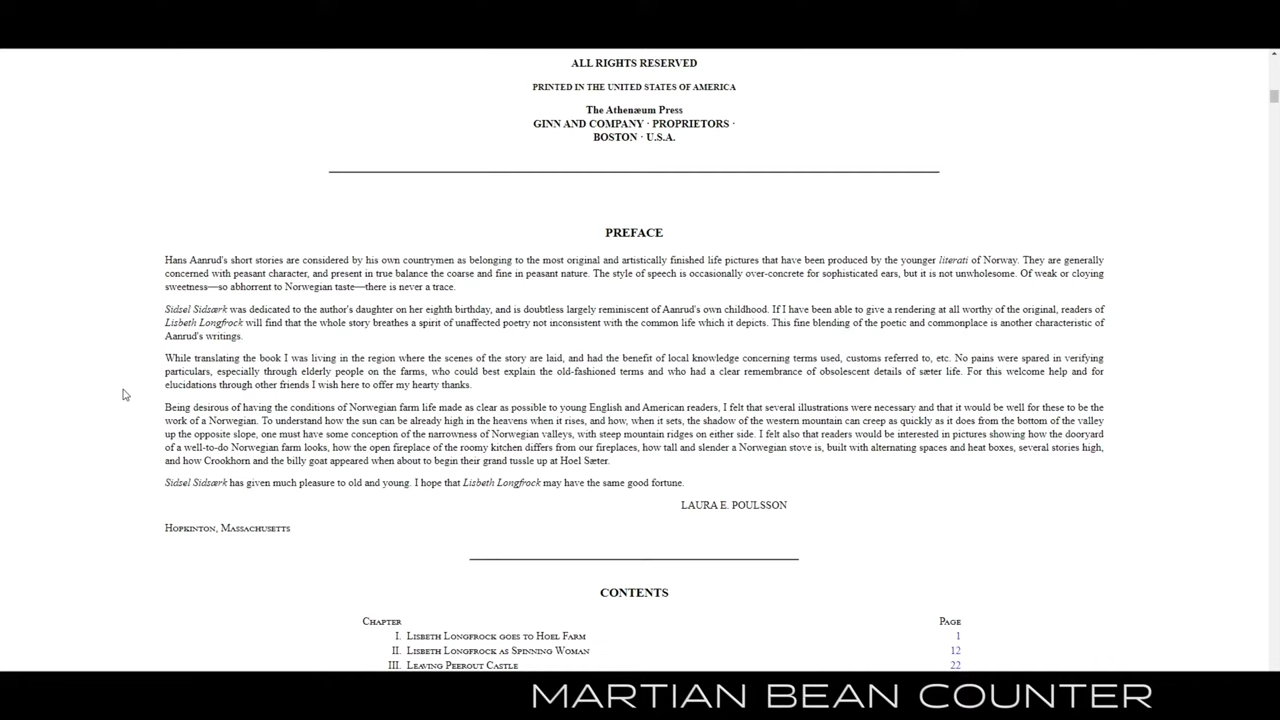 ALL RIGHTS RESERVED
PRINTED IN THE UNITED STATES OF AMERICA
The Athenæum Press
GINN AND COMPANY · PROPRIETORS ·
BOSTON · U.S.A.
PREFACE
Hans Aanrud's short stories are considered by his own countrymen as belonging to the most original and artistically finished life pictures that have been produced by the younger literati of Norway. They are generally
concerned with peasant character, and present in true balance the coarse and fine in peasant nature. The style of speech is occasionally over-concrete for sophisticated ears, but it is not unwholesome. Of weak or cloying
sweetness—so abhorrent to Norwegian taste—there is never a trace.
Sidsel Sidsærk was dedicated to the author's daughter on her eighth birthday, and is doubtless largely reminiscent of Aanrud's own childhood. If I have been able to give a rendering at all worthy of the original, readers of
Lisbeth Longfrock will find that the whole story breathes a spirit of unaffected poetry not inconsistent with the common life which it depicts. This fine blending of the poetic and commonplace is another characteristic of
Aanrud's writings.
While translating the book I was living in the region where the scenes of the story are laid, and had the benefit of local knowledge concerning terms used, customs referred to, etc. No pains were spared in verifying
particulars, especially through elderly people on the farms, who could best explain the old-fashioned terms and who had a clear remembrance of obsolescent details of sæter life. For this welcome help and for
elucidations through other friends I wish here to offer my hearty thanks.
Being desirous of having the conditions of Norwegian farm life made as clear as possible to young English and American readers, I felt that several illustrations were necessary and that it would be well for these to be the
work of a Norwegian. To understand how the sun can be already high in the heavens when it rises, and how, when it sets, the shadow of the western mountain can creep as quickly as it does from the bottom of the valley
up the opposite slope, one must have some conception of the narrowness of Norwegian valleys, with steep mountain ridges on either side. I felt also that readers would be interested in pictures showing how the dooryard
of a well-to-do Norwegian farm looks, how the open fireplace of the roomy kitchen differs from our fireplaces, how tall and slender a Norwegian stove is, built with alternating spaces and heat boxes, several stories high,
and how Crookhorn and the billy goat appeared when about to begin their grand tussle up at Hoel Sæter.
Sidsel Sidsærk has given much pleasure to old and young. I hope that Lisbeth Longfrock may have the same good fortune.
LAURA E. POULSSON
Hopkinton, Massachusetts
CONTENTS
Chapter Page
I. Lisbeth Longfrock goes to Hoel Farm 1
II. Lisbeth Longfrock as Spinning Woman 12
III. Leaving Peerout Castle 22
MARTIAN BEAN COUNTER